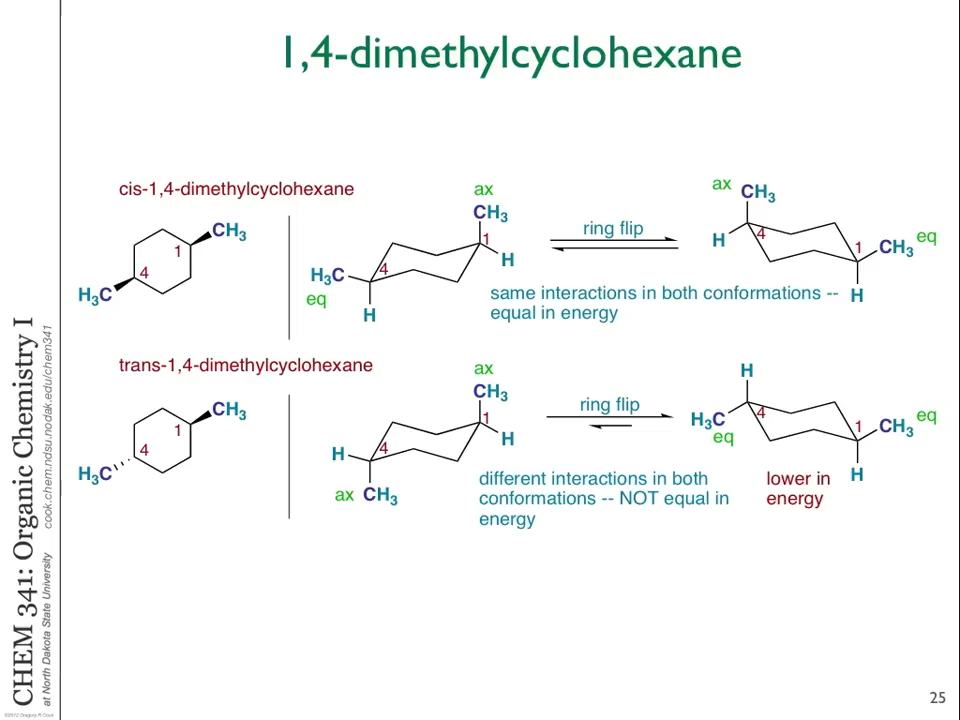 1,4-dimethylcyclohexane
cis-1,4-dimethylcyclohexane
1
CH3
4
H3C
ax
CH3
1
H
H3C
4
eq
H
ring flip
same interactions in both conformations --
equal in energy
ax
CH3
H
4
1
CH3
eq
H
trans-1,4-dimethylcyclohexane
1
CH3
4
H3C
ax
CH3
1
H
H
4
ax
CH3
ring flip
different interactions in both
conformations -- NOT equal in
energy
H
H3C
4
eq
1
CH3
eq
H
lower in
energy
CHEM 341: Organic Chemistry I
at North Dakota State University
cook.chem.ndsu.nodak.edu/chem341
©2012 Gregory R Cook
25